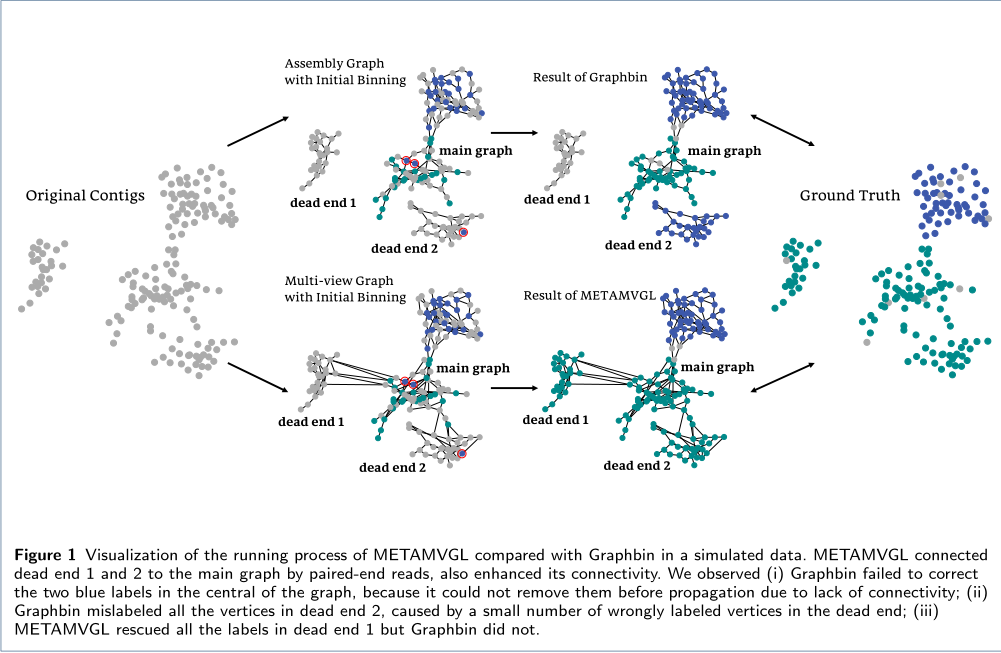 Assembly Graph
with Initial Binning
Result of Graphbin
main graph
main graph
Original Contigs
Ground Truth
dead end 1
dead end 1
dead end 2
dead end 2
Multi-view Graph
with Initial Binning
Result of METAMVGL
main graph
main graph
dead end 1
dead end 1
dead end 2
dead end 2
Figure 1 Visualization of the running process of METAMVGL compared with Graphbin in a simulated data. METAMVGL connected
dead end 1 and 2 to the main graph by paired-end reads, also enhanced its connectivity. We observed (i) Graphbin failed to correct
the two blue labels in the central of the graph, because it could not remove them before propagation due to lack of connectivity; (ii)
Graphbin mislabeled all the vertices in dead end 2, caused by a small number of wrongly labeled vertices in the dead end; (iii)
METAMVGL rescued all the labels in dead end 1 but Graphbin did not.